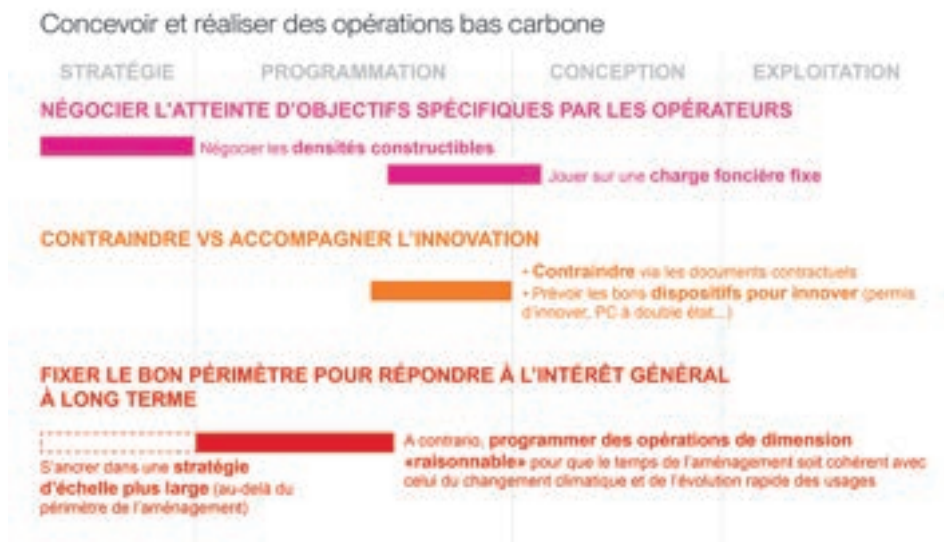 Concevoir et réaliser des opérations bas carbone
STRATÉGIE PROGRAMMATION CONCEPTION EXPLOITATION
NÉGOCIER L'ATTEINTE D'OBJECTIFS SPÉCIFIQUES PAR LES OPÉRATEURS
Négocier les densités constructibles
Jouer sur une charge foncière fixe
CONTRAINDRE VS ACCOMPAGNER L'INNOVATION
• Contraindre via les documents contractuels
• Prévoir les bons dispositifs pour innover (permis
d'innover, PC à double état...)
FIXER LE BON PÉRIMÈTRE POUR RÉPONDRE À L'INTÉRÊT GÉNÉRAL
À LONG TERME
S'ancrer dans une stratégie
d'échelle plus large (au-delà du
périmètre de l'aménagement)
A contrario, programmer des opérations de dimension
«raisonnable» pour que le temps de l'aménagement soit cohérent avec
celui du changement climatique et de l'évolution rapide des usages